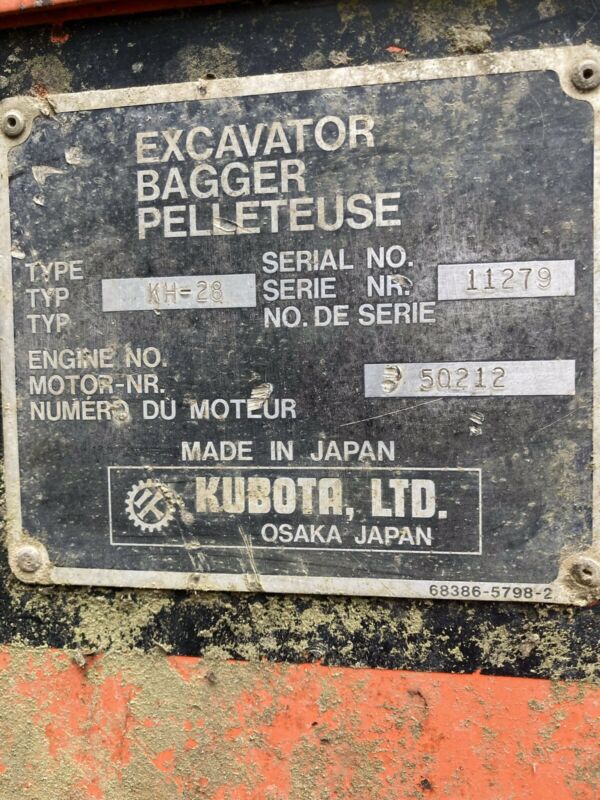 EXCAVATOR
BAGGER
PELLETEUSE
TYPE SERIAL NO.
TYP KH-28 SERIE NR. 11279
TYP NO. DE SERIE
ENGINE NO.
MOTOR-NR. 50212
NUMÉRO DU MOTEUR
MADE IN JAPAN
KUBOTA, LTD.
OSAKA JAPAN
68386-5798-2